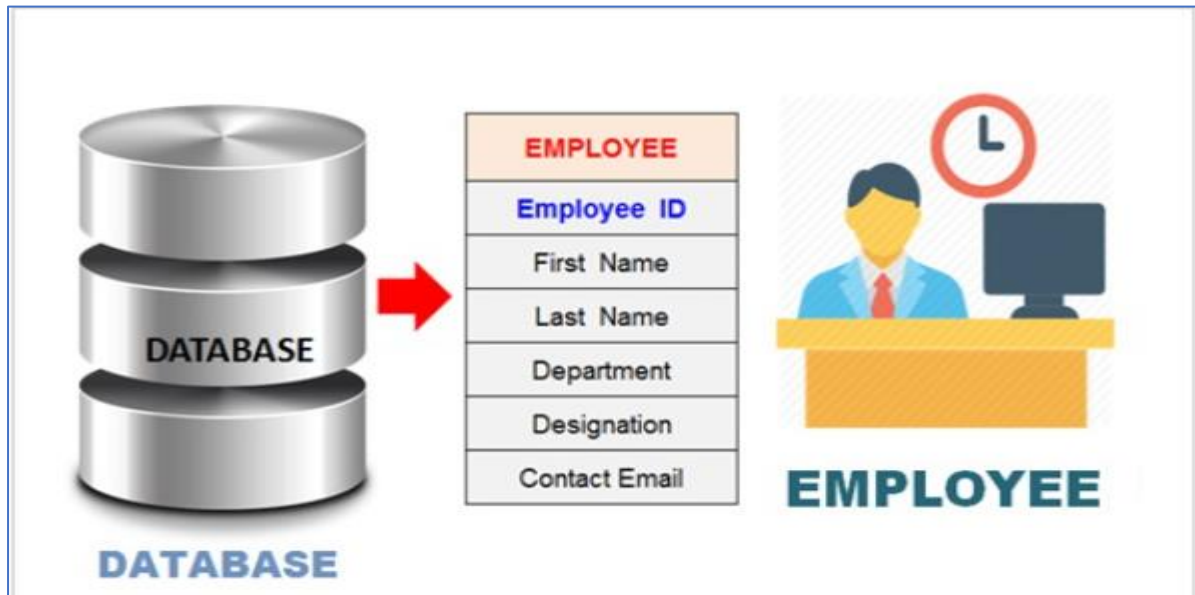 DATABASE
DATABASE
EMPLOYEE
Employee ID
First Name
Last Name
Department
Designation
Contact Email
EMPLOYEE